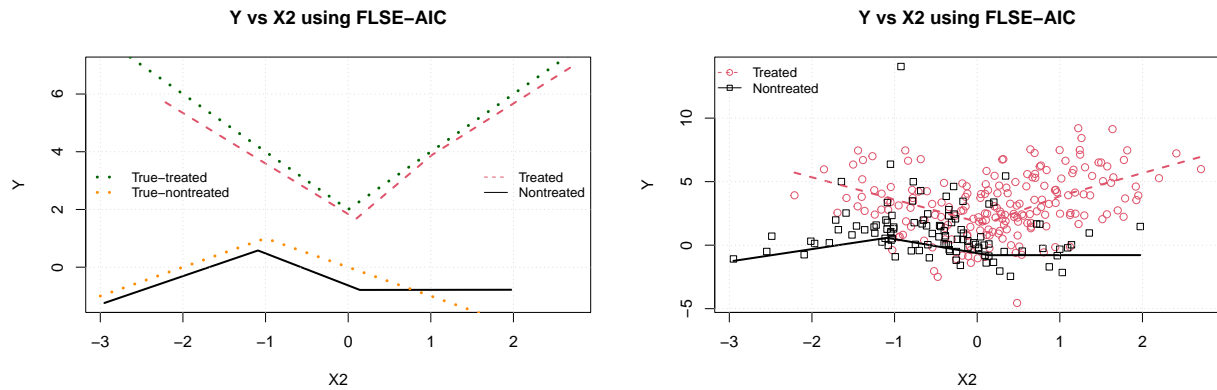 Y vs X2 using FLSE−AIC
Y
6
4
2
0
True−treated
True−nontreated
Treated
Nontreated
−3 −2 −1 0 1 2
X2
Y vs X2 using FLSE−AIC
Treated
Nontreated
Y
10
5
0
−5
−3 −2 −1 0 1 2
X2